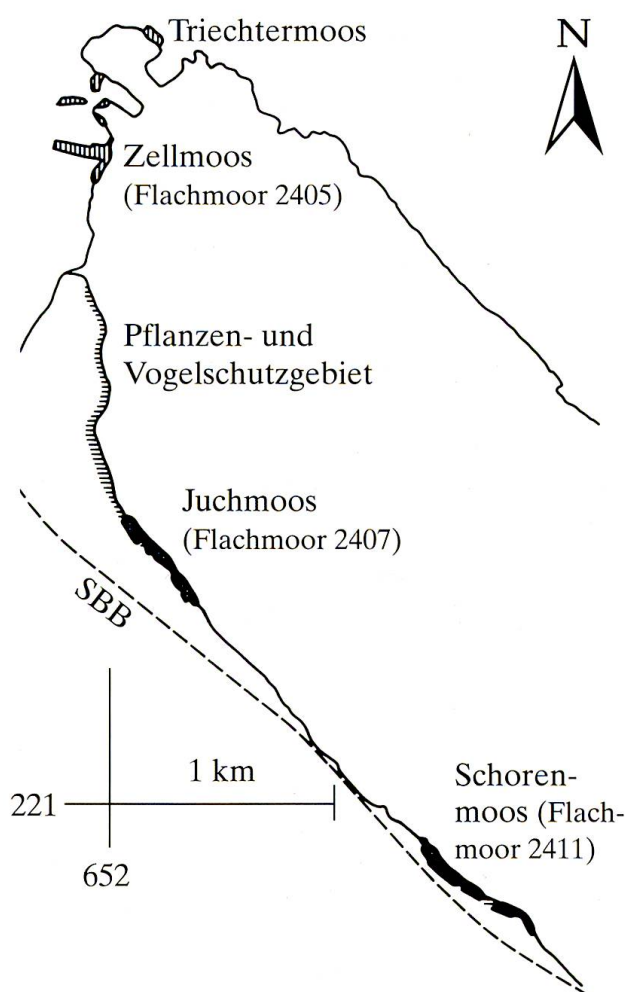 Triechtermoos
N
Zellmoos
(Flachmoor 2405)
Pflanzen- und
Vogelschutzgebiet
Juchmoos
(Flachmoor 2407)
SBB
1 km
Schoren-
moos (Flach-
moor 2411)
221
652